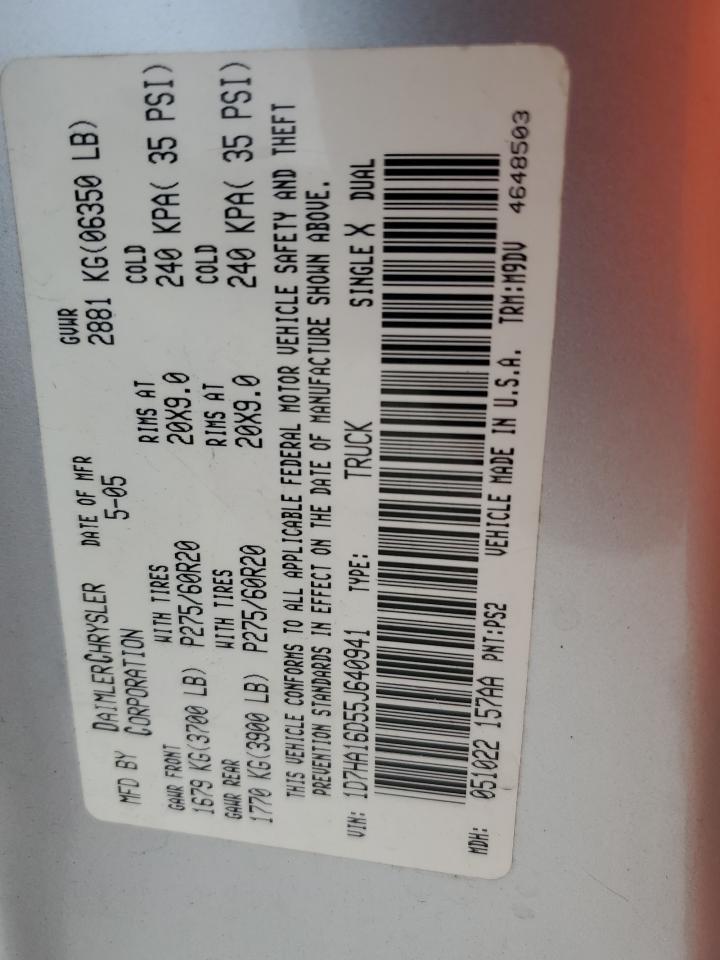 MFD BY DAIMLERCHRYSLER CORPORATION DATE OF MFR 5-05 GVWR 2881 KG(06350 LB)
GAWR FRONT WITH TIRES RIMS AT COLD
1679 KG(3700 LB) P275/60R20 20X9.0 240 KPA( 35 PSI)
GAWR REAR WITH TIRES RIMS AT COLD
1770 KG(3900 LB) P275/60R20 20X9.0 240 KPA( 35 PSI)
THIS VEHICLE CONFORMS TO ALL APPLICABLE FEDERAL MOTOR VEHICLE SAFETY AND THEFT
PREVENTION STANDARDS IN EFFECT ON THE DATE OF MANUFACTURE SHOWN ABOVE.
VIN: 1D7HA16D55J640941 TYPE: TRUCK SINGLE X DUAL
MDH: 051022 157AA PNT:PS2 VEHICLE MADE IN U.S.A. TRM:M9DV 4648503